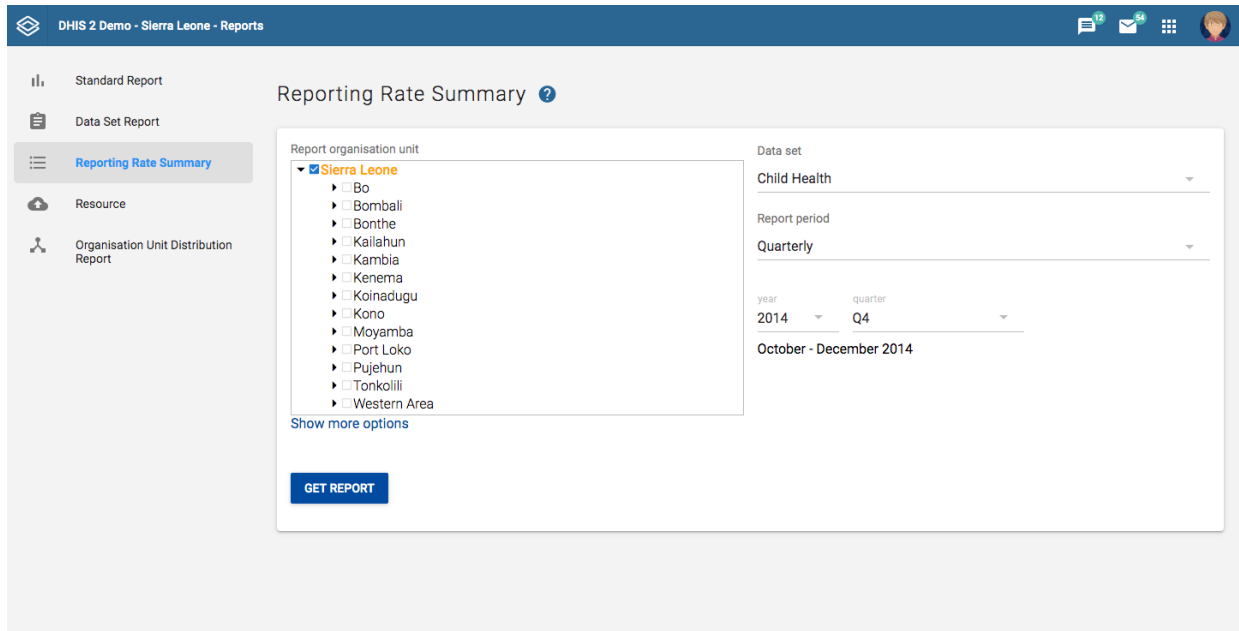 DHIS 2 Demo - Sierra Leone - Reports
12
54
Standard Report
Data Set Report
Reporting Rate Summary
Resource
Organisation Unit Distribution
Report
Reporting Rate Summary ?
Report organisation unit
Sierra Leone
Bo
Bombali
Bonthe
Kailahun
Kambia
Kenema
Koinadugu
Kono
Moyamba
Port Loko
Pujehun
Tonkolili
Western Area
Show more options
GET REPORT
Data set
Child Health
Report period
Quarterly
year quarter
2014 Q4
October - December 2014